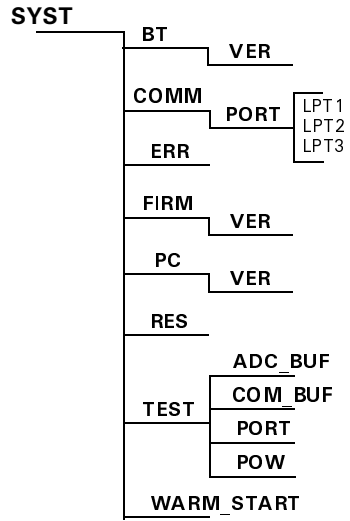 SYST
BT
VER
COMM
PORT
LPT1
LPT2
LPT3
ERR
FIRM
VER
PC
VER
RES
TEST
ADC_BUF
COM_BUF
PORT
POW
WARM_START